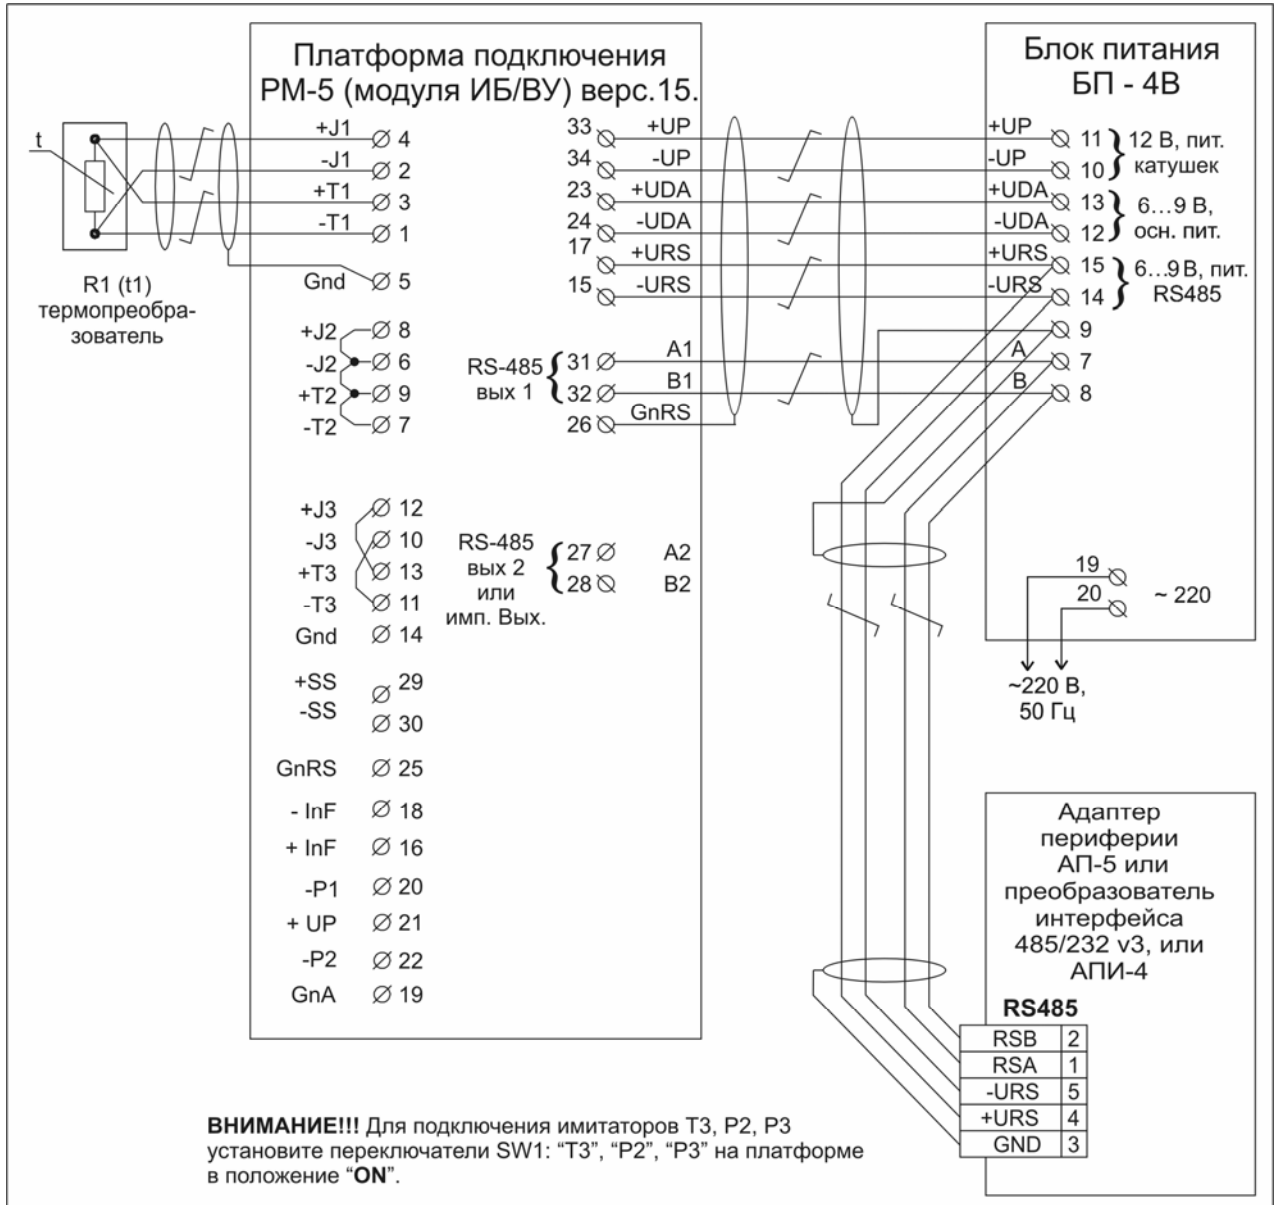 Платформа подключения
РМ-5 (модуля ИБ/ВУ) верс.15.
Блок питания
БП - 4В
t
R1 (t1)
термопреобра-
зователь
+J1 4
-J1 2
+T1 3
-T1 1
Gnd 5
+J2 8
-J2 6
+T2 9
-T2 7
+J3 12
-J3 10
+T3 13
-T3 11
Gnd 14
+SS 29
-SS 30
GnRS 25
- InF 18
+ InF 16
-P1 20
+ UP 21
-P2 22
GnA 19
33 +UP
34 -UP
23 +UDA
24 -UDA
17 +URS
15 -URS
RS-485
вых 1
31 A1
32 B1
26 GnRS
RS-485
вых 2
или
имп. Вых.
27 A2
28 B2
+UP 11
-UP 10
12 В, пит.
катушек
+UDA 13
-UDA 12
6...9 В,
осн. пит.
+URS 15
-URS 14
6...9 В, пит.
RS485
9
A 7
B 8
19
20
~ 220
~220 В,
50 Гц
Адаптер
периферии
АП-5 или
преобразователь
интерфейса
485/232 v3, или
АПИ-4
RS485
RSB 2
RSA 1
-URS 5
+URS 4
GND 3
ВНИМАНИЕ!!! Для подключения имитаторов Т3, Р2, Р3
установите переключатели SW1: “Т3”, “Р2”, “Р3” на платформе
в положение “ON”.